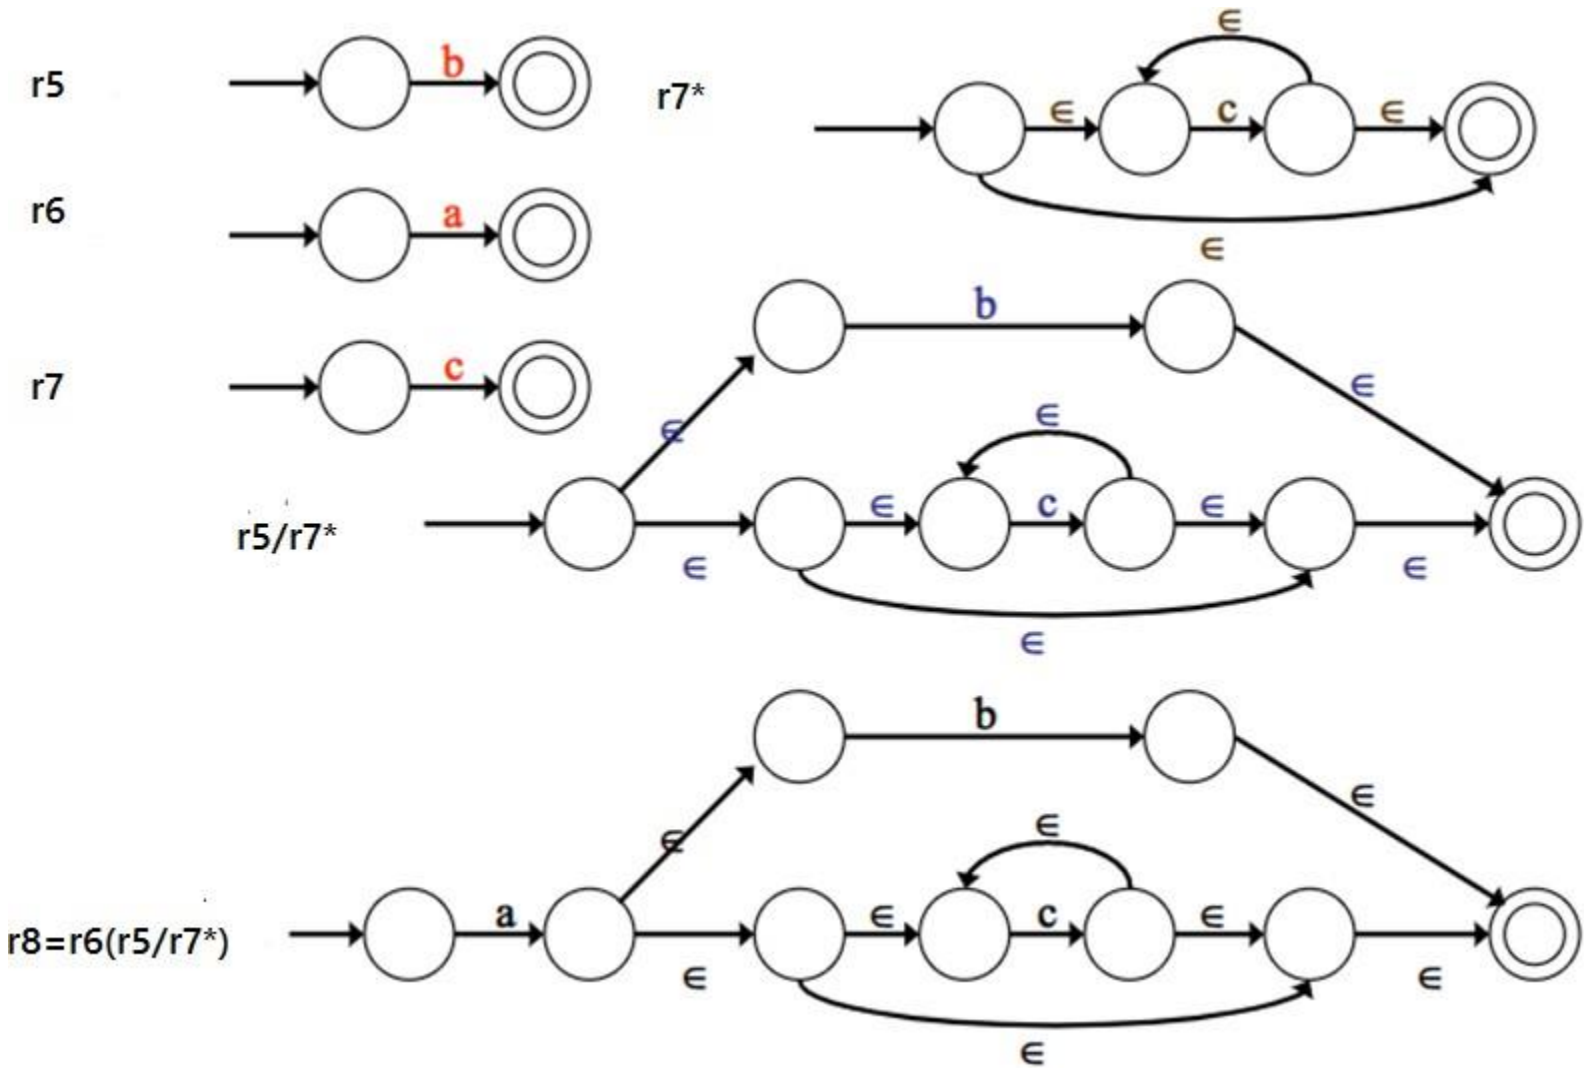 r5
b
r7*
∈
∈ c ∈
∈
r6
a
r7
c
r5/r7*
∈
b
∈
∈
∈
∈ c ∈
∈
∈
r8=r6(r5/r7*)
a
∈
b
∈
∈
∈
∈ c ∈
∈
∈